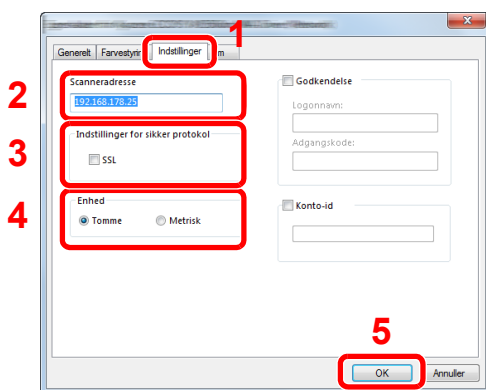 1
Generelt Indstillinger
2
Scanneradresse
192.168.178.25
Godkendelse
Logonnavn:
Adgangskode:
3
Indstillinger for sikker protokol
SSL
4
Enhed
Tomme Metrisk
Konto-id
5
OK Annuller